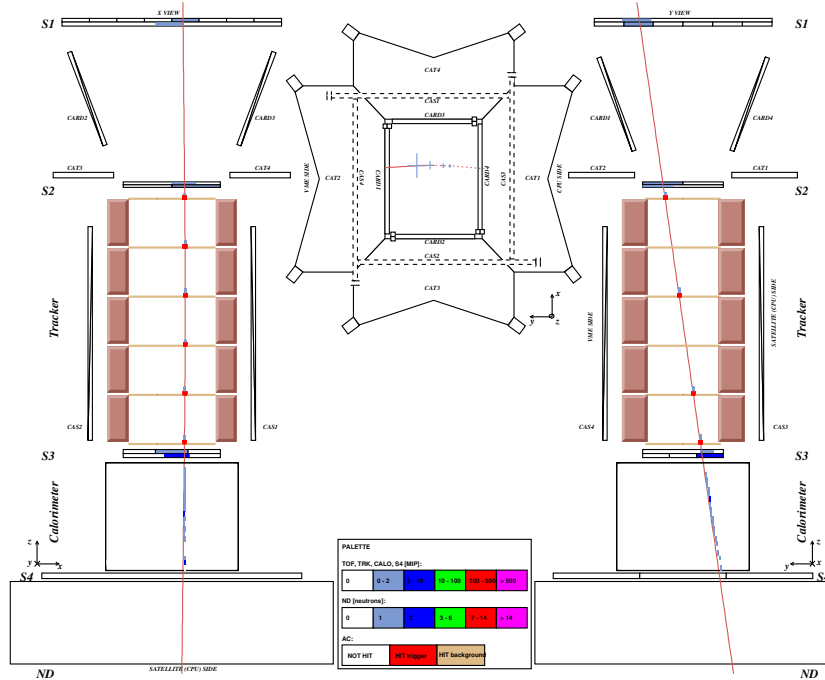 S1
X VIEW
Y VIEW
S1
CAT4
CARD2
CARD3
CAS1
CARD3
CARD1
CARD4
CAT3
CAT4
VME SIDE
CAT2
CAS4
CARD1
CARD4
CAS3
CAT1
CPU SIDE
CAT2
CAT1
S2
S2
CARD2
CAS2
CAT3
x
y
z
Tracker
VME SIDE
SATELLITE (CPU) SIDE
Tracker
CAS2
CAS1
CAS4
CAS3
S3
S3
Calorimeter
Calorimeter
z
y
x
z
y
x
S4
PALETTE
TOF, TRK, CALO, S4 [MIP]:
0
0 - 2
10 - 100
100 - 500
> 500
ND [neutrons]:
0
1
3 - 6
7 - 14
> 14
AC:
NOT HIT
HIT trigger
HIT background
SATELLITE (CPU) SIDE
ND
ND